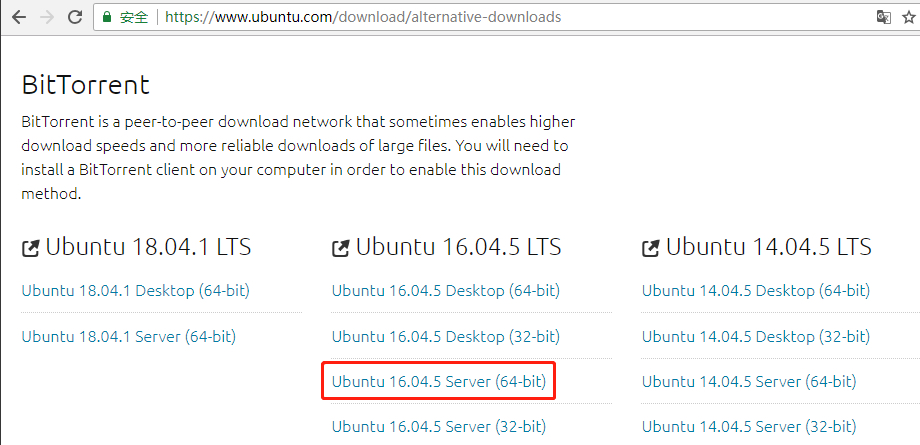 安全 https://www.ubuntu.com/download/alternative-downloads
BitTorrent
BitTorrent is a peer-to-peer download network that sometimes enables higher
download speeds and more reliable downloads of large files. You will need to
install a BitTorrent client on your computer in order to enable this download
method.
Ubuntu 18.04.1 LTS
Ubuntu 18.04.1 Desktop (64-bit)
Ubuntu 18.04.1 Server (64-bit)
Ubuntu 16.04.5 LTS
Ubuntu 16.04.5 Desktop (64-bit)
Ubuntu 16.04.5 Desktop (32-bit)
Ubuntu 16.04.5 Server (64-bit)
Ubuntu 16.04.5 Server (32-bit)
Ubuntu 14.04.5 LTS
Ubuntu 14.04.5 Desktop (64-bit)
Ubuntu 14.04.5 Desktop (32-bit)
Ubuntu 14.04.5 Server (64-bit)
Ubuntu 14.04.5 Server (32-bit)